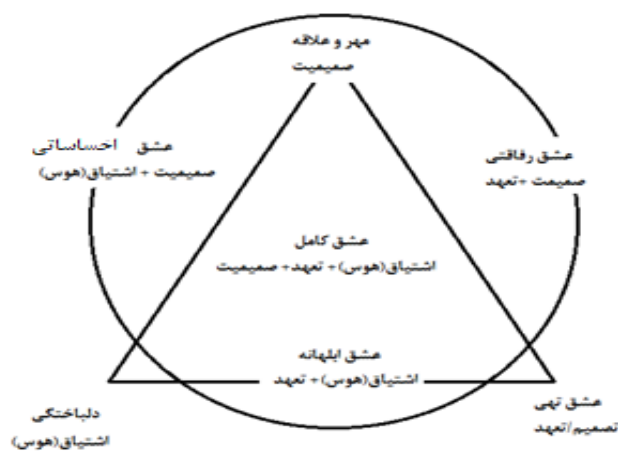 مهر و علاقه
صمیمیت
عشق اخساساتی
صمیمیت + اشتیاق(هوس)
عشق رفاقتی
صمیمت +تعهد
عشق کامل
اشتیاق(هوس)+ تعهد+ صمیمیت
عشق ابلهانه
اشتیاق(هوس)+ تعهد
دلباختگی
اشتیاق(هوس)
عشق تهی
تصمیم/تعهد